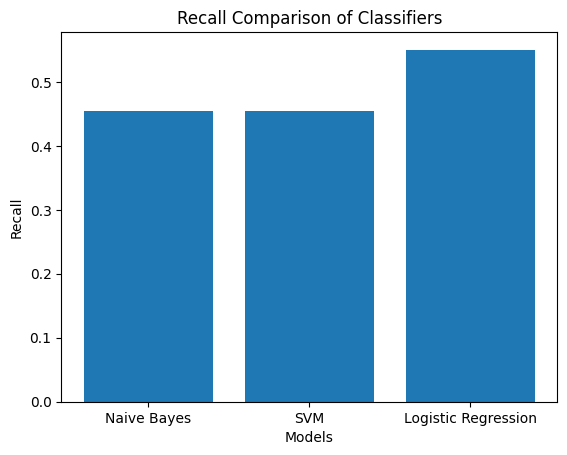 Recall Comparison of Classifiers
Recall
0.5
0.4
0.3
0.2
0.1
0.0
Naive Bayes SVM Logistic Regression
Models